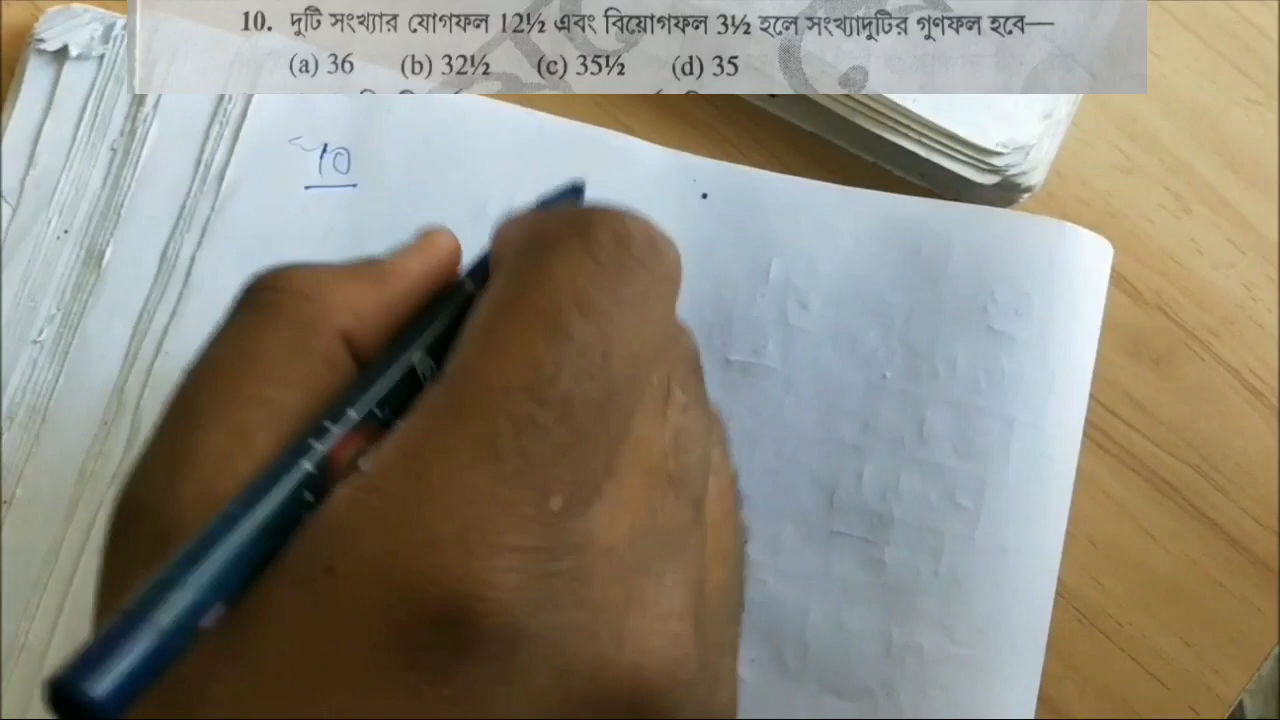 10. দুটি সংখ্যার যোগফল 12½ এবং বিয়োগফল 3½ হলে সংখ্যাদুটির গুণফল হবে—
(a) 36 (b) 32½ (c) 35½ (d) 35
10